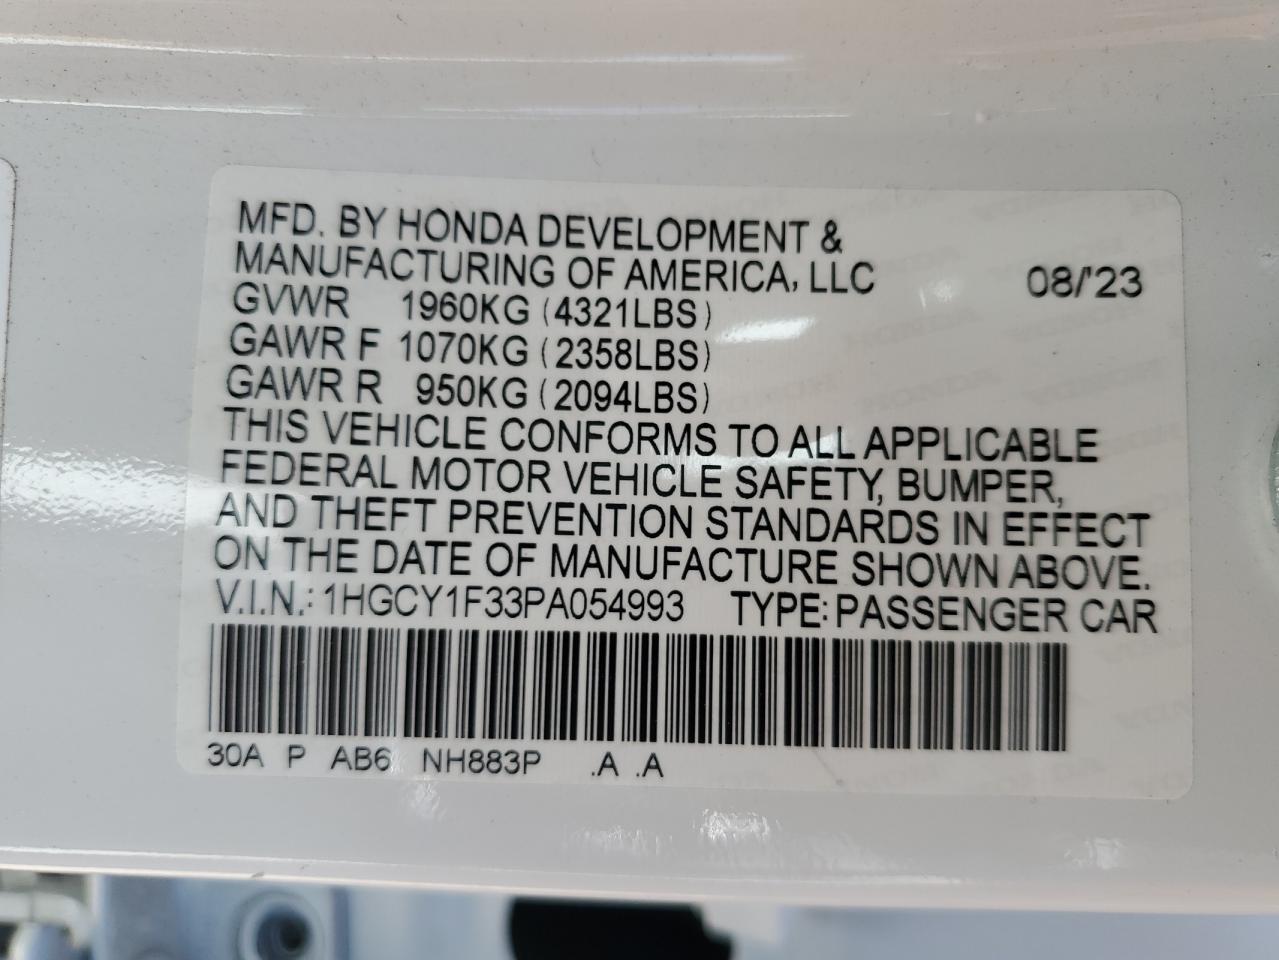 MFD. BY HONDA DEVELOPMENT &
MANUFACTURING OF AMERICA, LLC 08/'23
GVWR 1960KG (4321LBS)
GAWR F 1070KG (2358LBS)
GAWR R 950KG (2094LBS)
THIS VEHICLE CONFORMS TO ALL APPLICABLE
FEDERAL MOTOR VEHICLE SAFETY, BUMPER,
AND THEFT PREVENTION STANDARDS IN EFFECT
ON THE DATE OF MANUFACTURE SHOWN ABOVE.
V.I.N.: 1HGCY1F33PA054993 TYPE: PASSENGER CAR
30A P AB6 NH883P .A .A